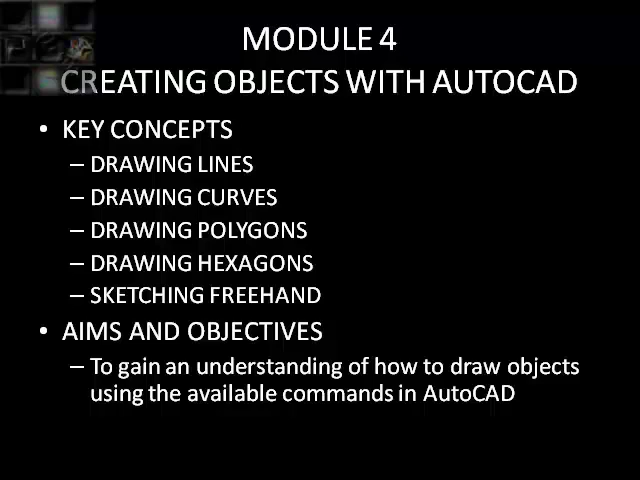 MODULE 4
CREATING OBJECTS WITH AUTOCAD
• KEY CONCEPTS
– DRAWING LINES
– DRAWING CURVES
– DRAWING POLYGONS
– DRAWING HEXAGONS
– SKETCHING FREEHAND
• AIMS AND OBJECTIVES
– To gain an understanding of how to draw objects
using the available commands in AutoCAD